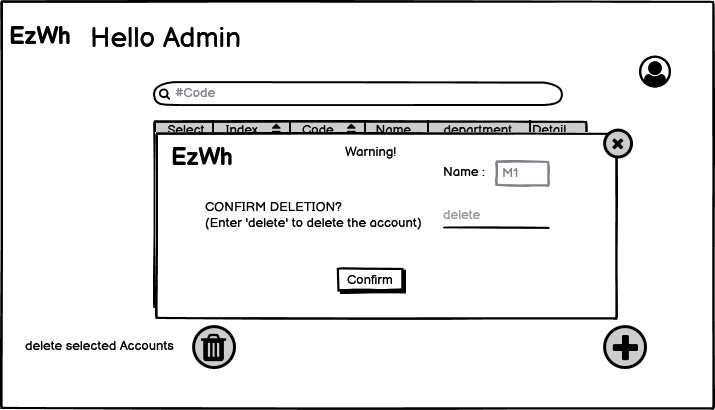 EzWh Hello Admin
#Code
Select Index Code Name department Detail
EzWh
Warning!
Name : M1
CONFIRM DELETION?
(Enter 'delete' to delete the account) delete
Confirm
delete selected Accounts